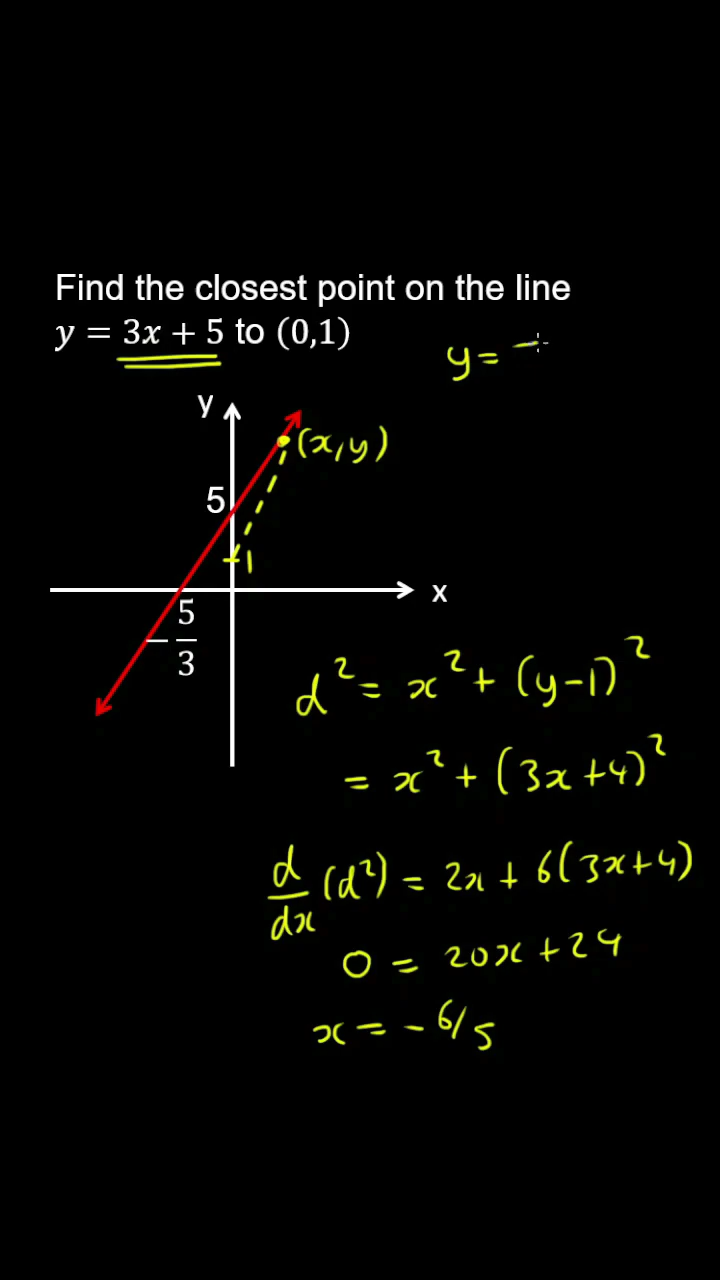 Find the closest point on the line
y = 3x + 5 to (0,1)
y = -
y
(x,y)
5
1
x
-5/3
d² = x² + (y-1)²
= x² + (3x+4)²
d/dx (d²) = 2x + 6(3x+4)
0 = 20x + 24
x = -6/5